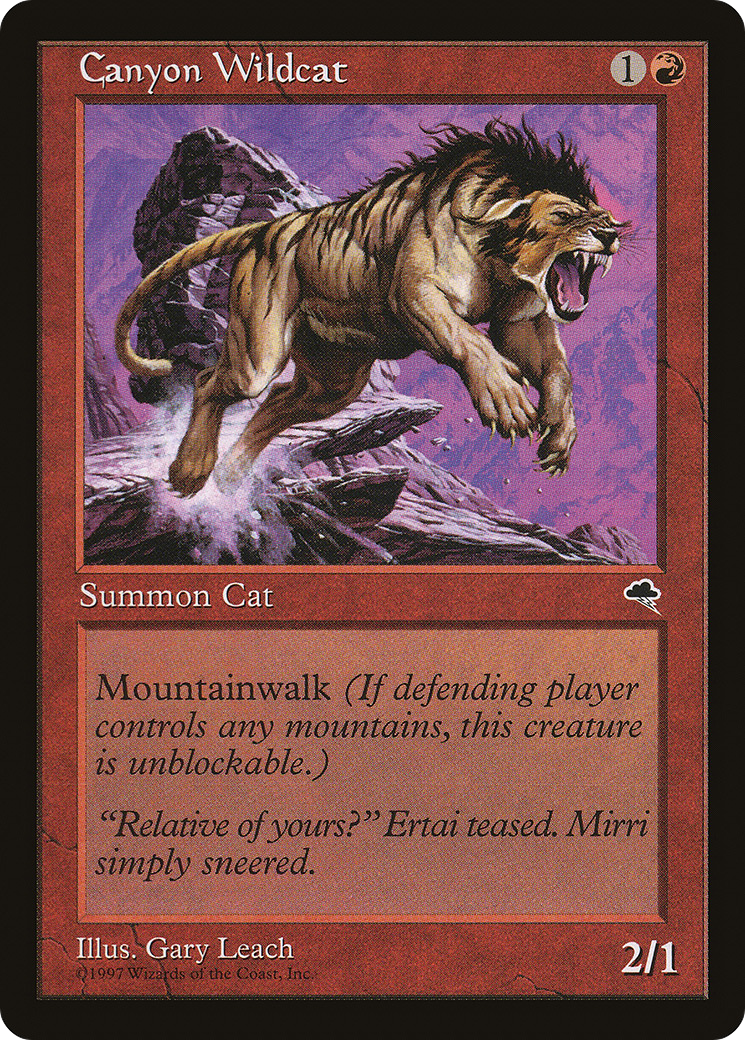 Canyon Wildcat 1
Summon Cat
Mountainwalk (If defending player
controls any mountains, this creature
is unblockable.)
“Relative of yours?” Ertai teased. Mirri
simply sneered.
Illus. Gary Leach
©1997 Wizards of the Coast, Inc.
2/1